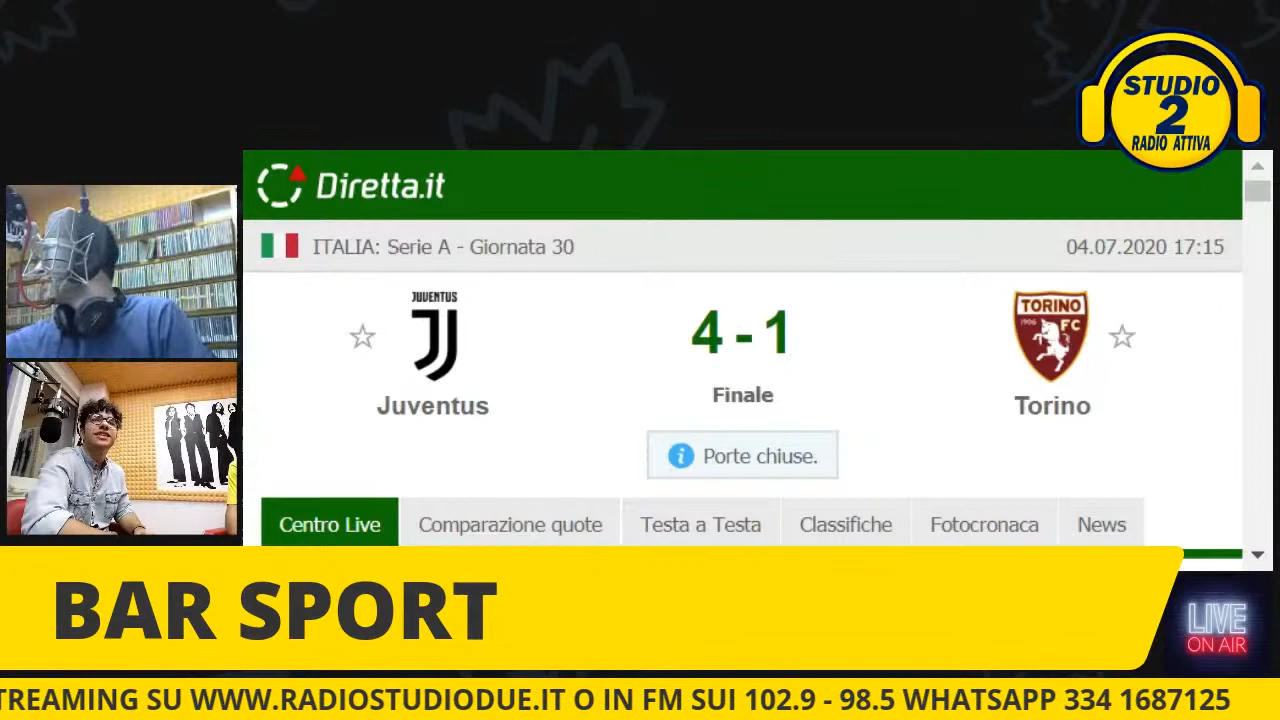 STUDIO
2
RADIO ATTIVA
Diretta.it
ITALIA: Serie A - Giornata 30
04.07.2020 17:15
JUVENTUS
4 - 1
TORINO
1906 FC
Finale
Juventus
Torino
Porte chiuse.
Centro Live
Comparazione quote
Testa a Testa
Classifiche
Fotocronaca
News
BAR SPORT
LIVE
ON AIR
TREAMING SU WWW.RADIOSTUDIODUE.IT O IN FM SUI 102.9 - 98.5 WHATSAPP 334 1687125